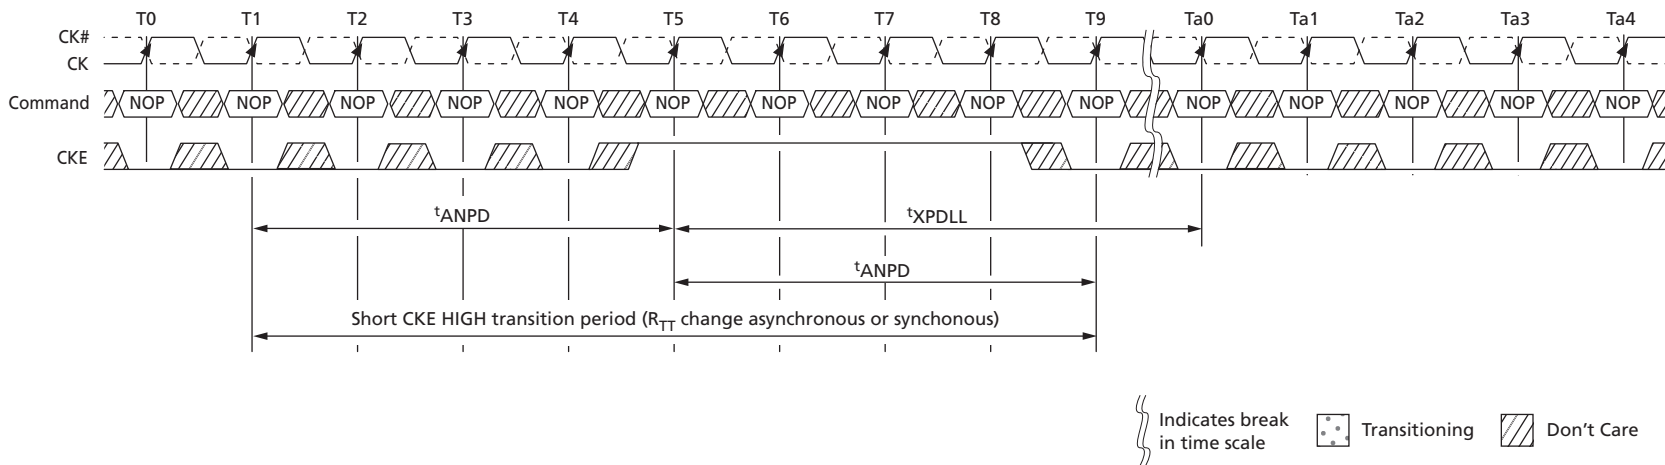 T0 T1 T2 T3 T4 T5 T6 T7 T8 T9 Ta0 Ta1 Ta2 Ta3 Ta4
CK#
CK
Command NOP NOP NOP NOP NOP NOP NOP NOP NOP NOP NOP NOP NOP NOP NOP
CKE
tANPD tXPDLL
tANPD
Short CKE HIGH transition period (RTT change asynchronous or synchonous)
Indicates break
in time scale
Transitioning
Don't Care